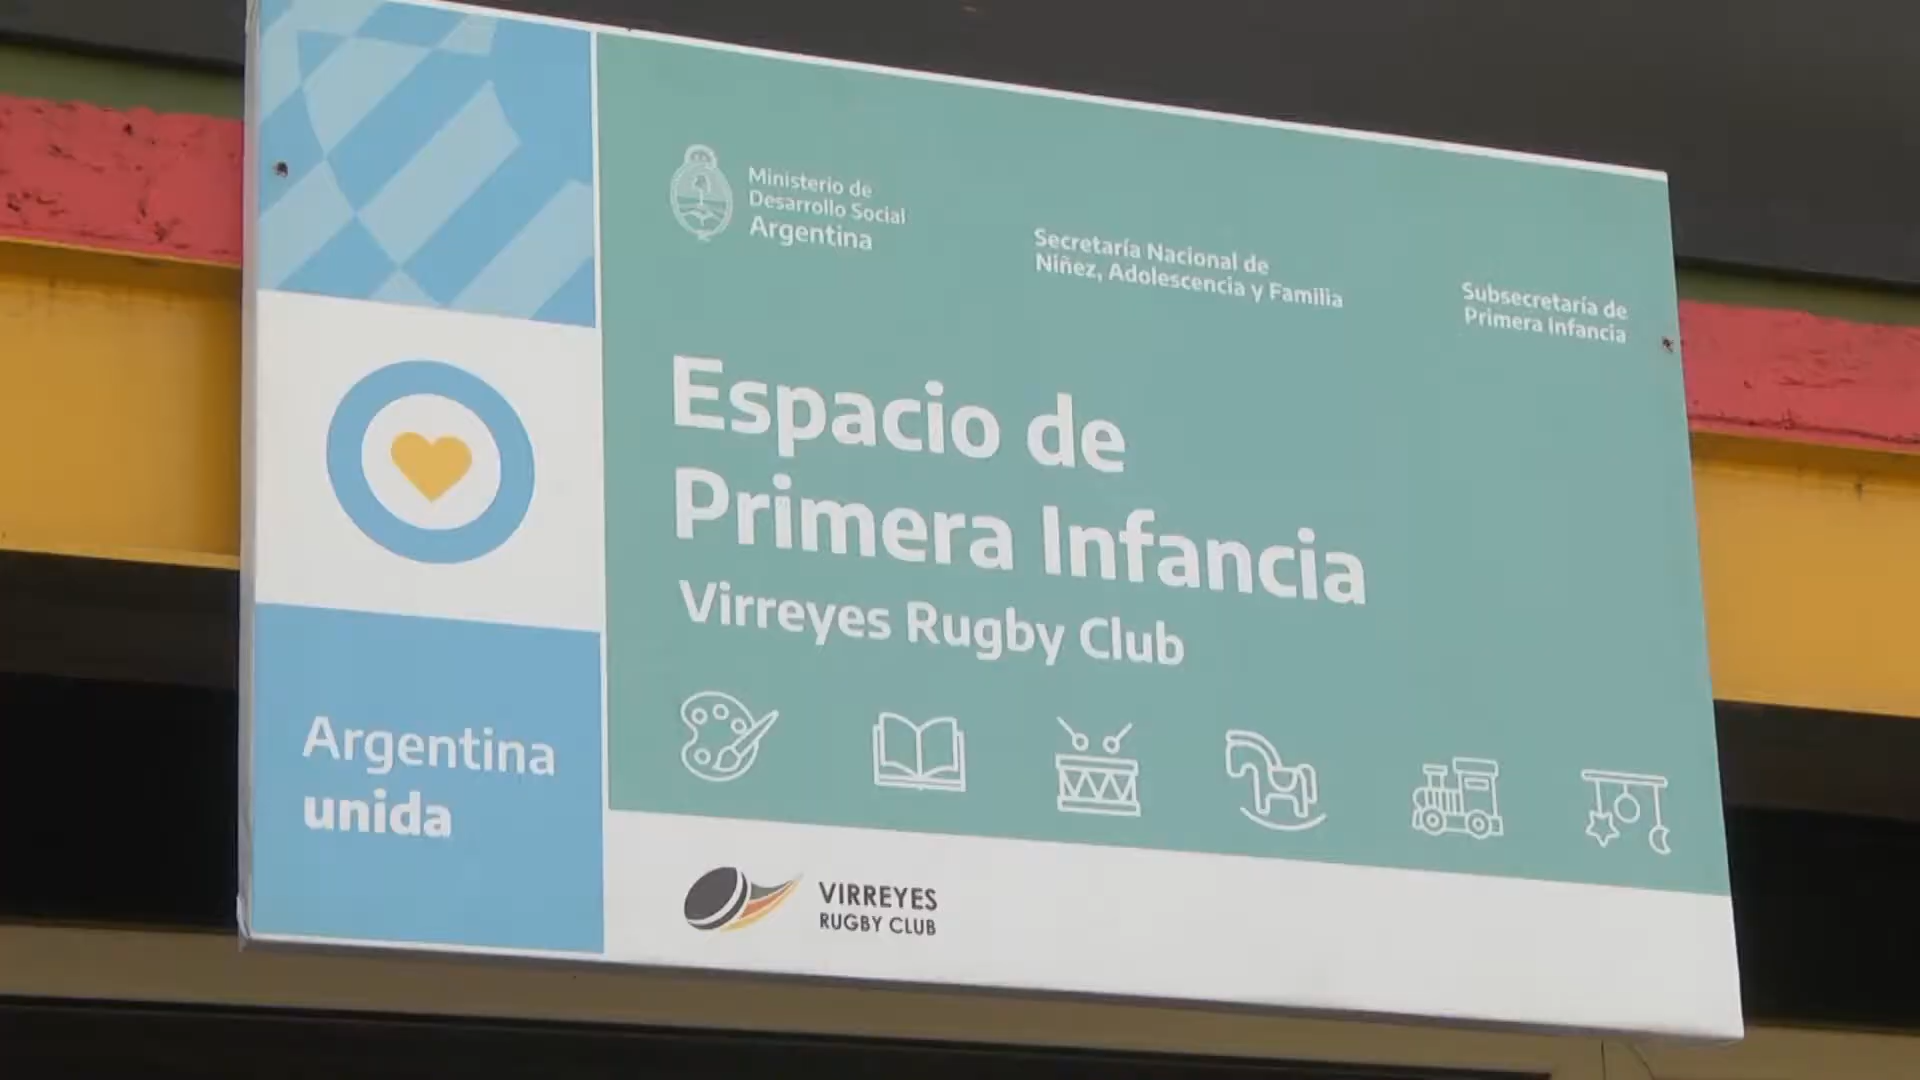 Ministerio de
Desarrollo Social
Argentina
Secretaría Nacional de
Niñez, Adolescencia y Familia
Subsecretaría de
Primera Infancia
Espacio de
Primera Infancia
Virreyes Rugby Club
Argentina
unida
VIRREYES
RUGBY CLUB